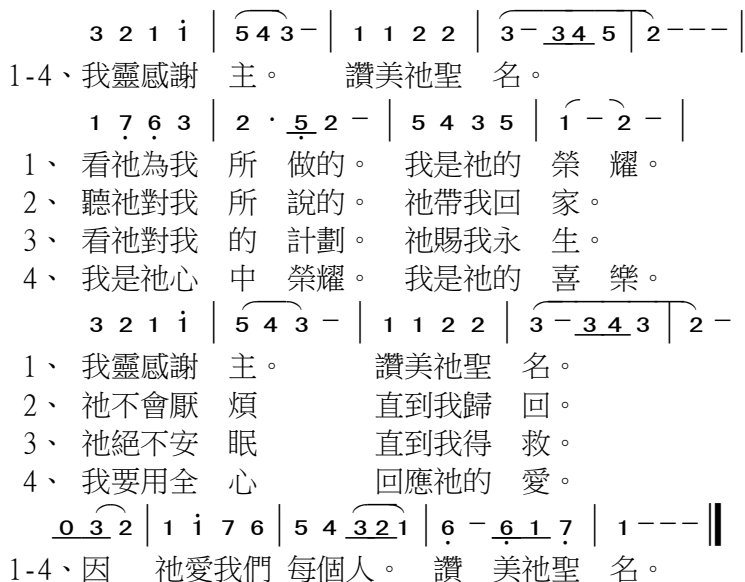 3 2 1 i̇ | 5 4 3 – | 1 1 2 2 | 3 – 3 4 5 | 2 – – – |
1-4、我靈感謝 主。 讚美祂聖 名。
1 7̣ 6̣ 3 | 2 · 5̣ 2 – | 5 4 3 5 | i – 2 – |
1、 看祂為我 所 做的。 我是祂的 榮 耀。
2、 聽祂對我 所 說的。 祂帶我回 家。
3、 看祂對我 的 計劃。 祂賜我永 生。
4、 我是祂心 中 榮耀。 我是祂的 喜 樂。
3 2 1 i̇ | 5 4 3 – | 1 1 2 2 | 3 – 3 4 3 | 2 –
1、 我靈感謝 主。 讚美祂聖 名。
2、 祂不會厭 煩 直到我歸 回。
3、 祂絕不安 眠 直到我得 救。
4、 我要用全 心 回應祂的 愛。
0 3 2 | 1 i̇ 7 6 | 5 4 3 2 1 | 6̣ – 6̣ 1 7̣ | 1 – – – ‖
1-4、因 祂愛我們 每個人。 讚 美祂聖 名。